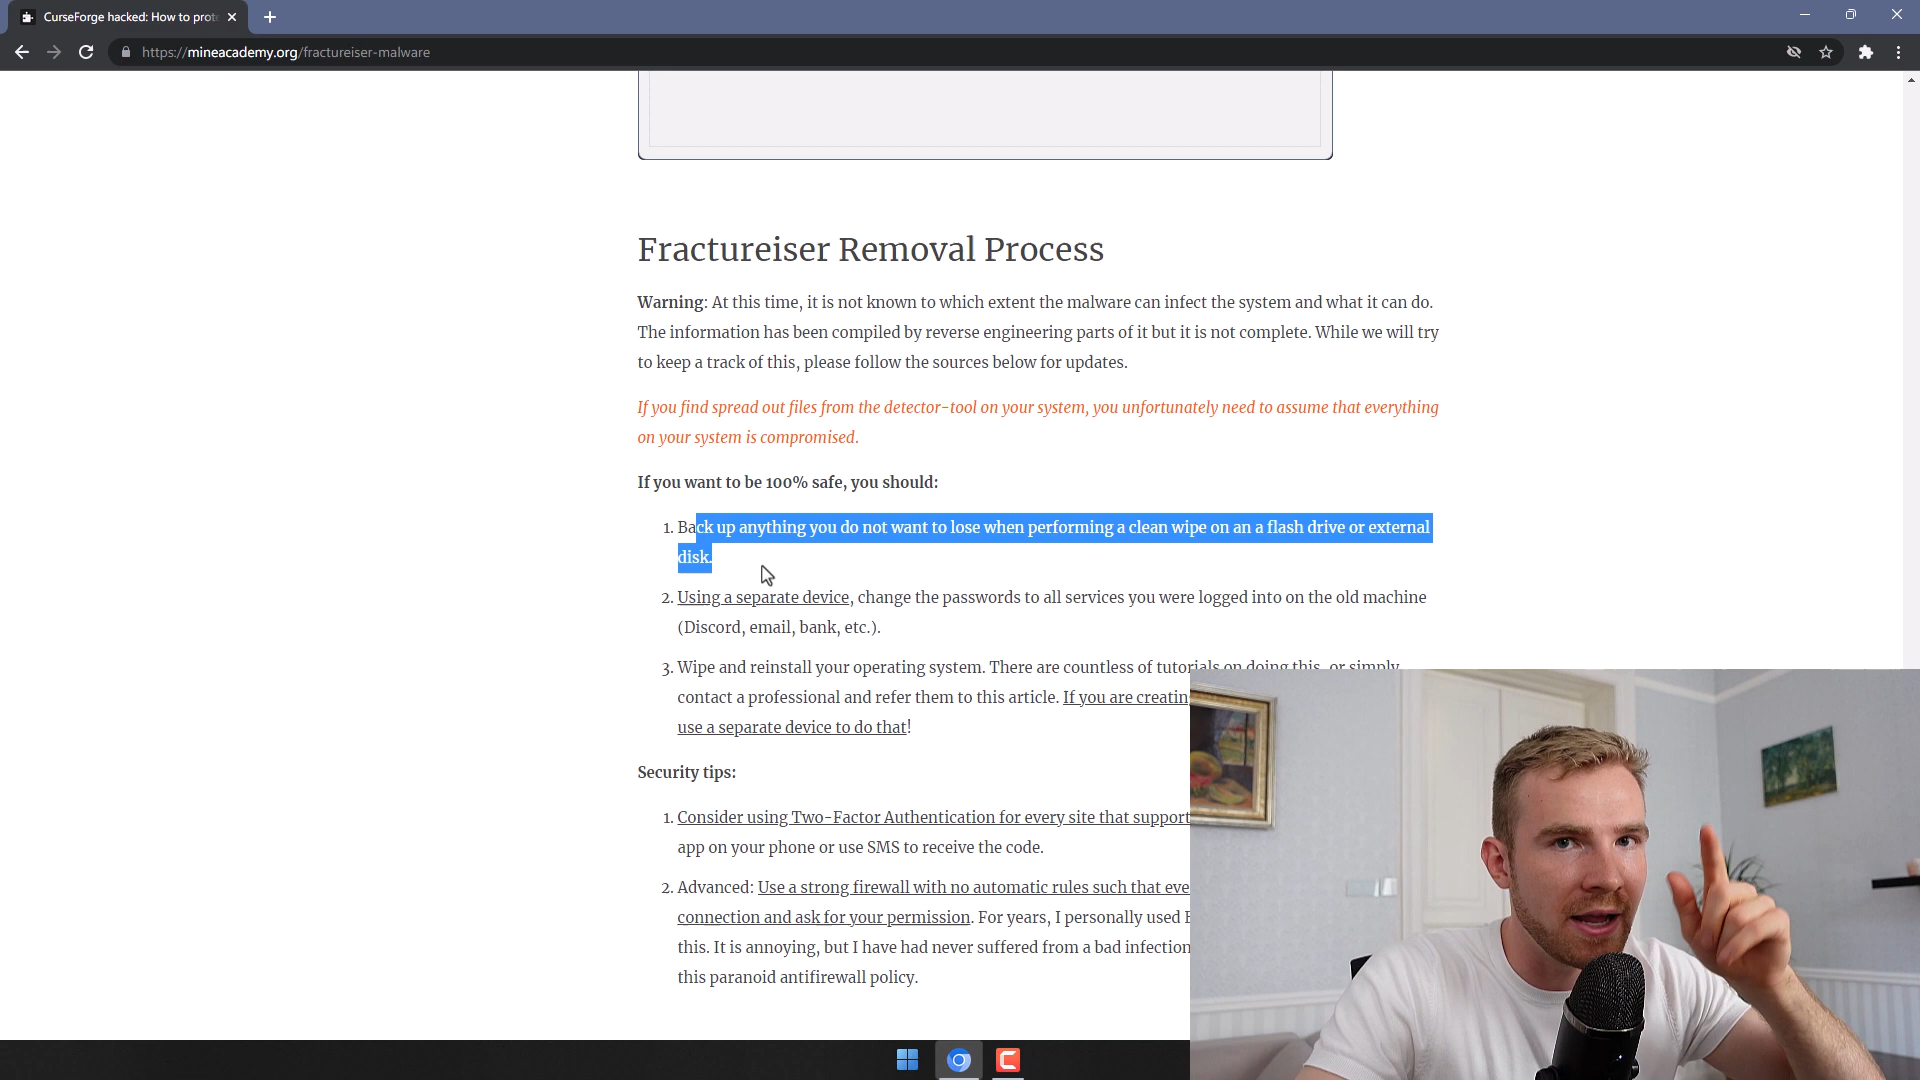 CurseForge hacked: How to prote
https://mineacademy.org/fractureiser-malware
Fractureiser Removal Process
Warning: At this time, it is not known to which extent the malware can infect the system and what it can do.
The information has been compiled by reverse engineering parts of it but it is not complete. While we will try
to keep a track of this, please follow the sources below for updates.
If you find spread out files from the detector-tool on your system, you unfortunately need to assume that everything
on your system is compromised.
If you want to be 100% safe, you should:
1. Back up anything you do not want to lose when performing a clean wipe on an a flash drive or external
disk.
2. Using a separate device, change the passwords to all services you were logged into on the old machine
(Discord, email, bank, etc.).
3. Wipe and reinstall your operating system. There are countless of tutorials on doing this, or simply
contact a professional and refer them to this article. If you are creatin
use a separate device to do that!
Security tips:
1. Consider using Two-Factor Authentication for every site that support
app on your phone or use SMS to receive the code.
2. Advanced: Use a strong firewall with no automatic rules such that eve
connection and ask for your permission. For years, I personally used
this. It is annoying, but I have had never suffered from a bad infection
this paranoid antifirewall policy.